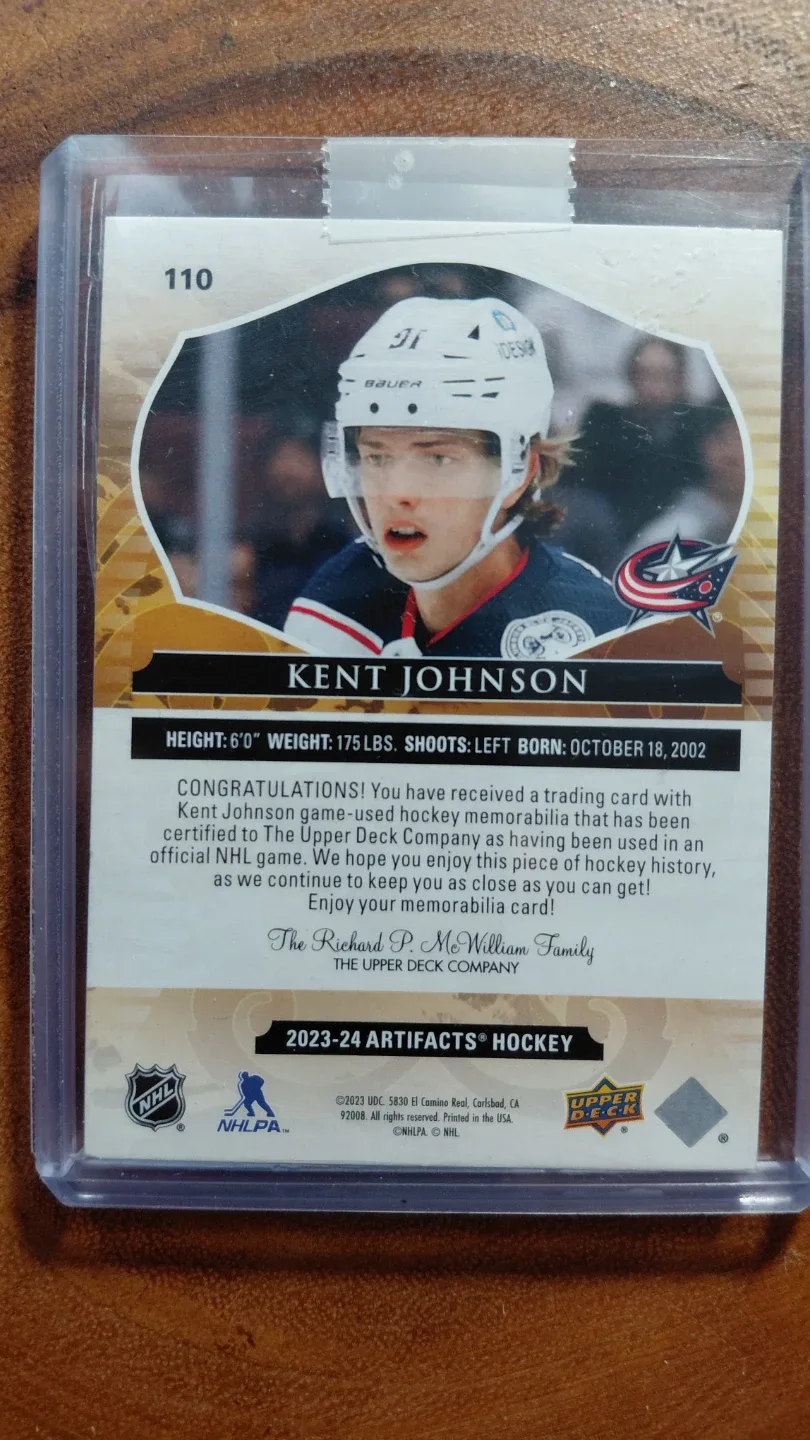 110
91
BAUER
KENT JOHNSON
HEIGHT: 6'0" WEIGHT: 175 LBS. SHOOTS: LEFT BORN: OCTOBER 18, 2002
CONGRATULATIONS! You have received a trading card with
Kent Johnson game-used hockey memorabilia that has been
certified to The Upper Deck Company as having been used in an
official NHL game. We hope you enjoy this piece of hockey history,
as we continue to keep you as close as you can get!
Enjoy your memorabilia card!
The Richard P. McWilliam Family
THE UPPER DECK COMPANY
2023-24 ARTIFACTS® HOCKEY
NHL ®
NHLPA™
©2023 UDC. 5830 El Camino Real, Carlsbad, CA
92008. All rights reserved. Printed in the USA.
©NHLPA. © NHL.
UPPER
D·E·C·K ®
®